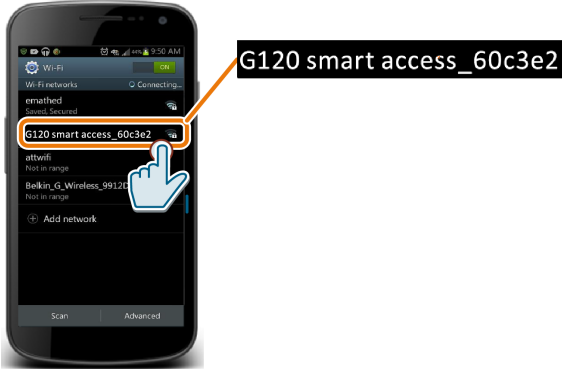 9:50 AM
Wi-Fi
ON
Wi-Fi networks
Connecting...
emathed
Saved, Secured
G120 smart access_60c3e2
G120 smart access_60c3e2
attwifi
Not in range
Belkin_G_Wireless_9912D
Not in range
Add network
Scan
Advanced